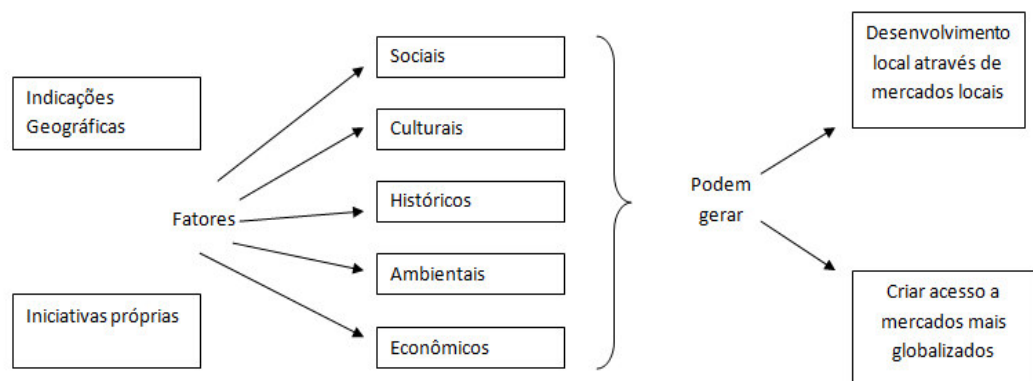 Indicações
Geográficas
Iniciativas próprias
Fatores
Sociais
Culturais
Históricos
Ambientais
Econômicos
Podem
gerar
Desenvolvimento
local através de
mercados locais
Criar acesso a
mercados mais
globalizados